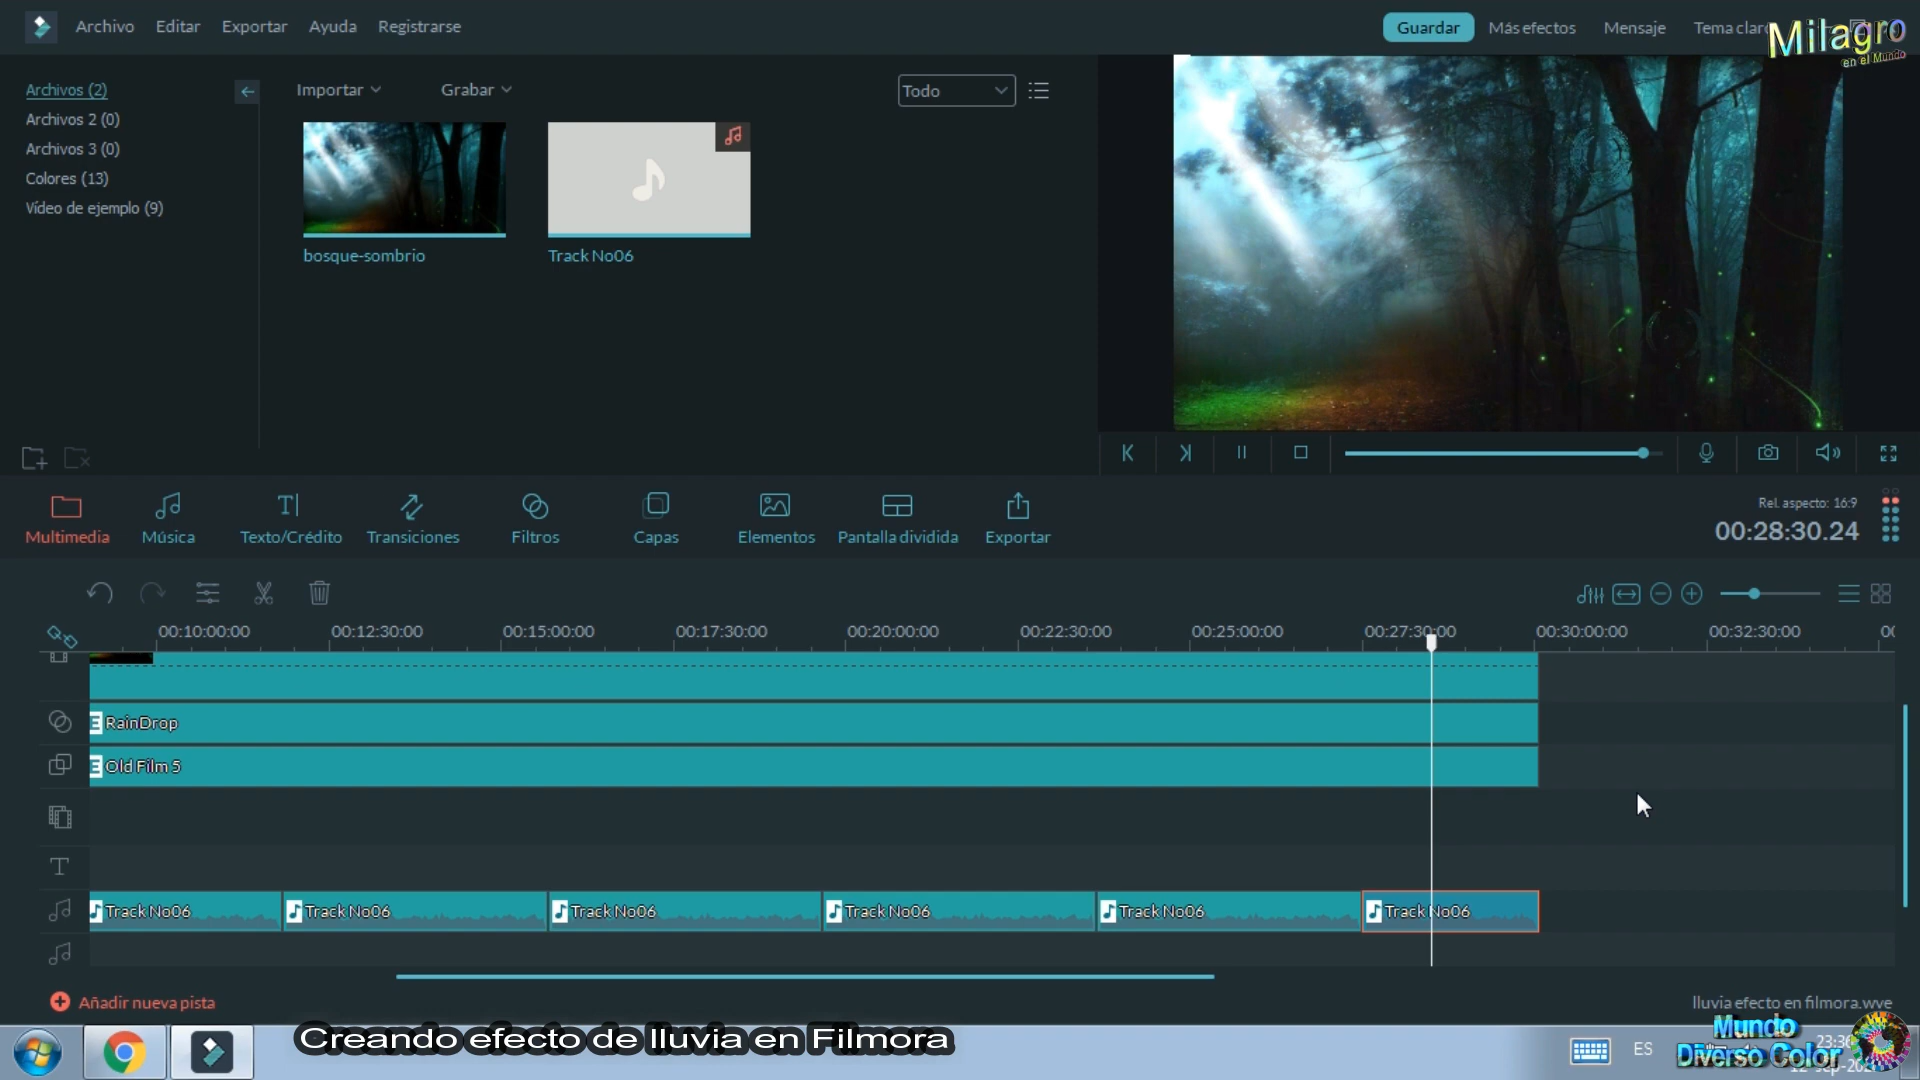 Archivo Editar Exportar Ayuda Registrarse Guardar Más efectos Mensaje Tema claro
Milagro
en el Mundo
Archivos (2)
Archivos 2 (0)
Archivos 3 (0)
Colores (13)
Vídeo de ejemplo (9)
Importar Grabar Todo
bosque-sombrio Track No06
Multimedia Música Texto/Crédito Transiciones Filtros Capas Elementos Pantalla dividida Exportar
Rel. aspecto: 16:9
00:28:30.24
00:10:00:00 00:12:30:00 00:15:00:00 00:17:30:00 00:20:00:00 00:22:30:00 00:25:00:00 00:27:30:00 00:30:00:00 00:32:30:00
RainDrop
Old Film 5
Track No06 Track No06 Track No06 Track No06 Track No06 Track No06
Añadir nueva pista
lluvia efecto en filmora.wve
Creando efecto de lluvia en Filmora
ES
Mundo
Diverso Color